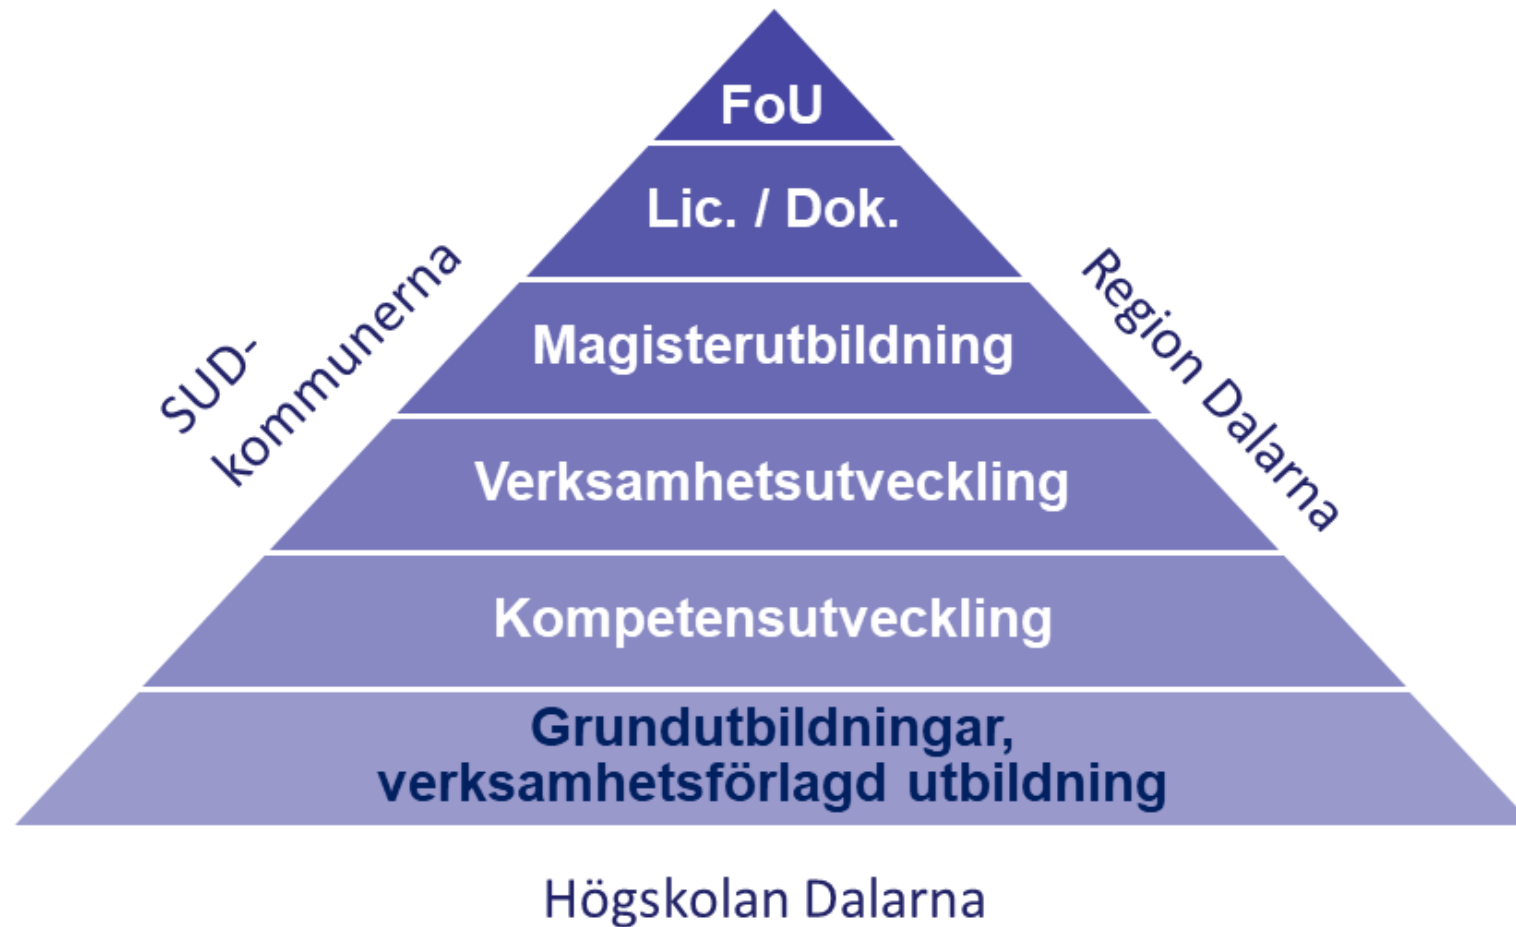 FoU
Lic. / Dok.
SUD-
kommunerna
Region Dalarna
Magisterutbildning
Verksamhetsutveckling
Kompetensutveckling
Grundutbildningar,
verksamhetsförlagd utbildning
Högskolan Dalarna